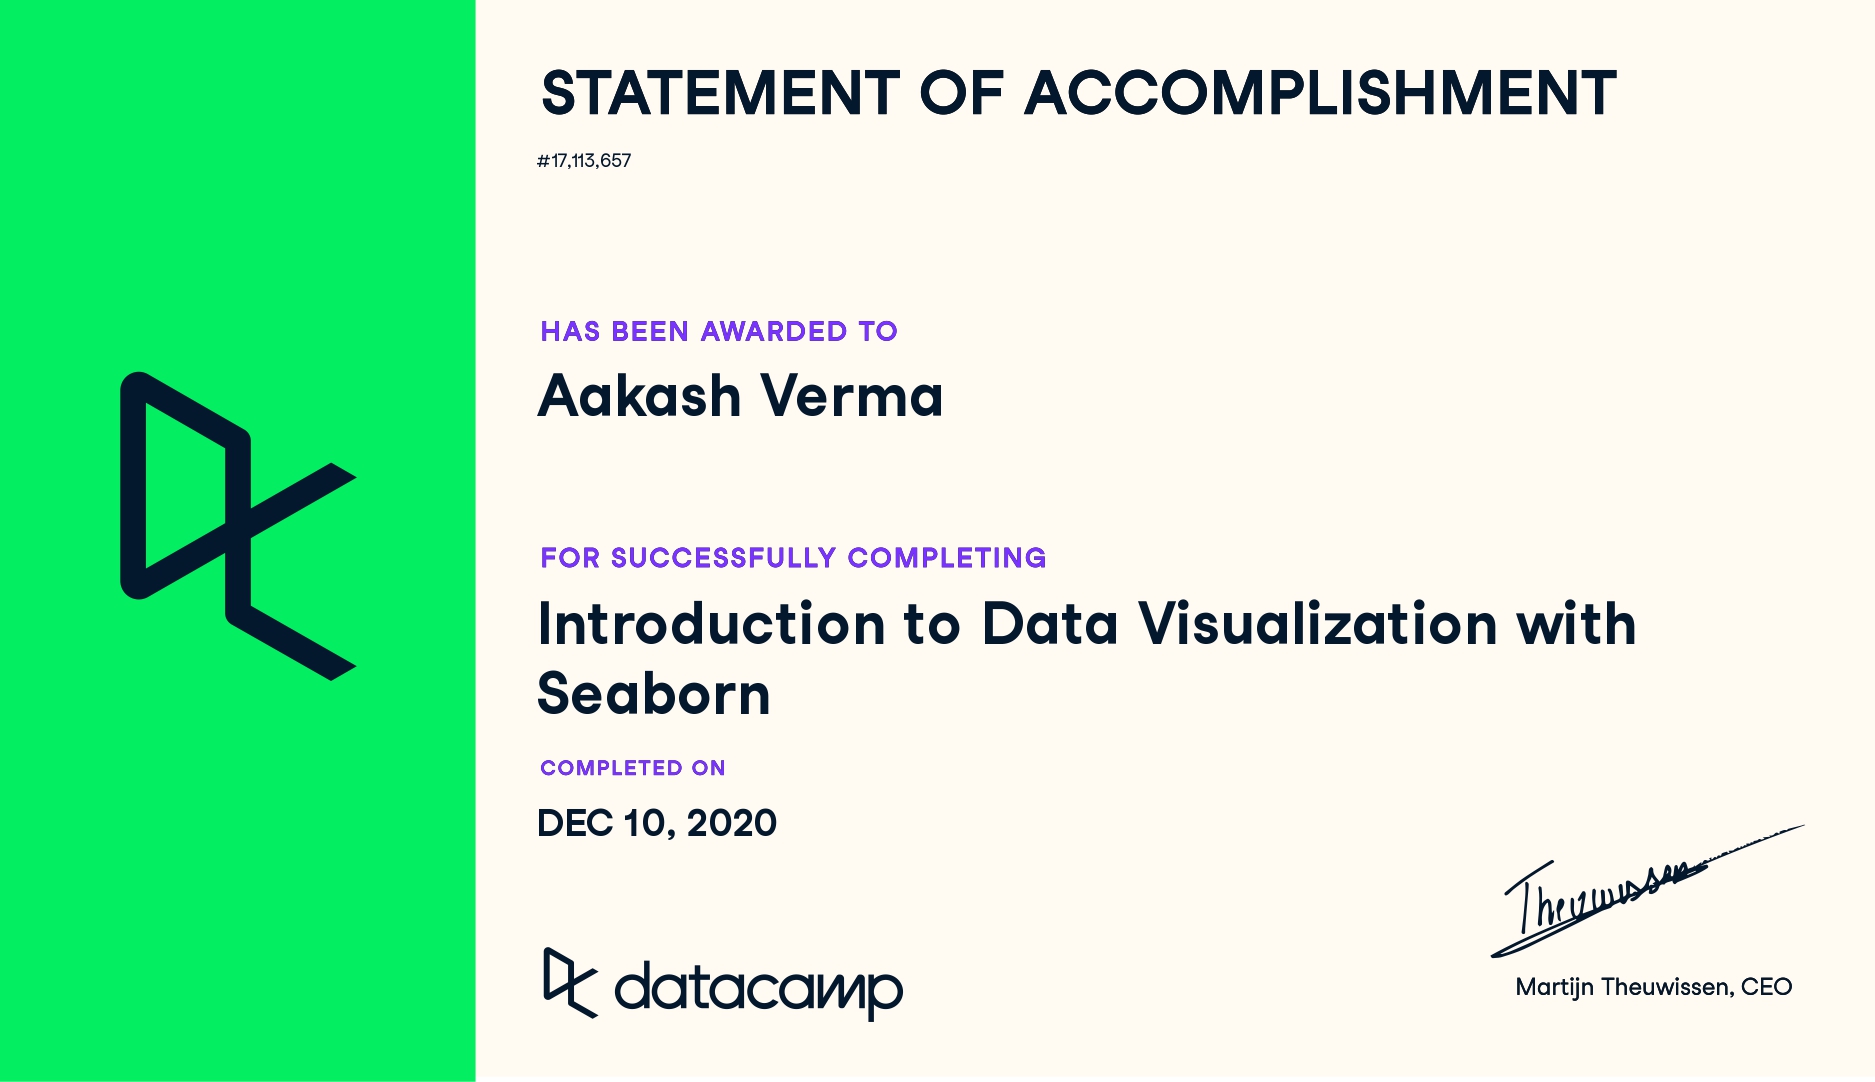 STATEMENT OF ACCOMPLISHMENT
#17,113,657
HAS BEEN AWARDED TO
Aakash Verma
FOR SUCCESSFULLY COMPLETING
Introduction to Data Visualization with
Seaborn
COMPLETED ON
DEC 10, 2020
Theuwissen
datacamp
Martijn Theuwissen, CEO